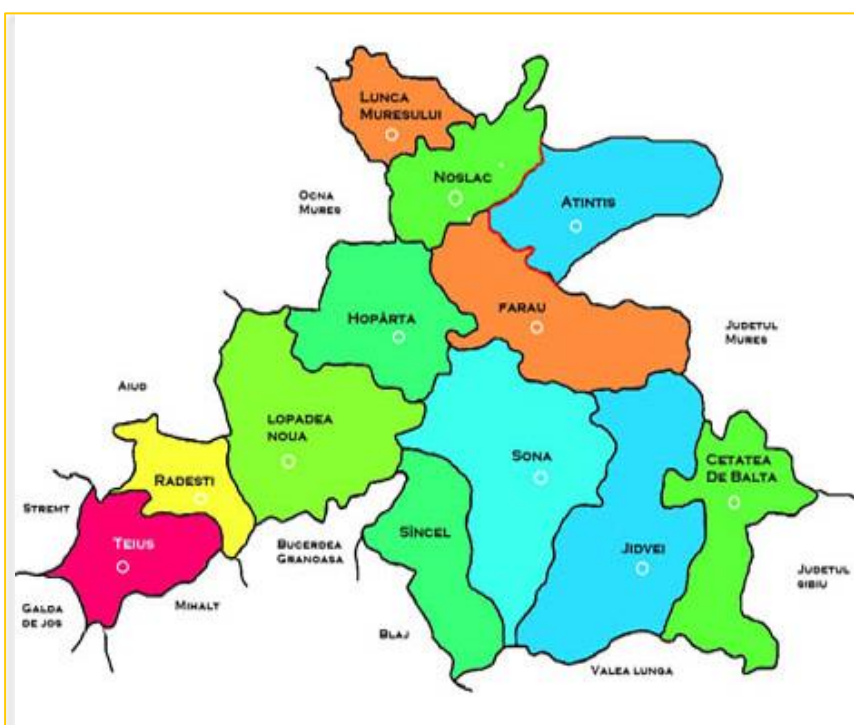 LUNCA
MURESULUI
NOSLAC
OCNA
MURES
ATINTIS
HOPÂRTA
FARAU
JUDETUL
MURES
AIUD
LOPADEA
NOUA
RADESTI
SONA
CETATEA
DE BALTA
STREMT
TEIUS
BUCERDEA
GRANOASA
SÎNCEL
JIDVEI
JUDETUL
SIBIU
GALDA
DE JOS
MIHALT
BLAJ
VALEA LUNGA